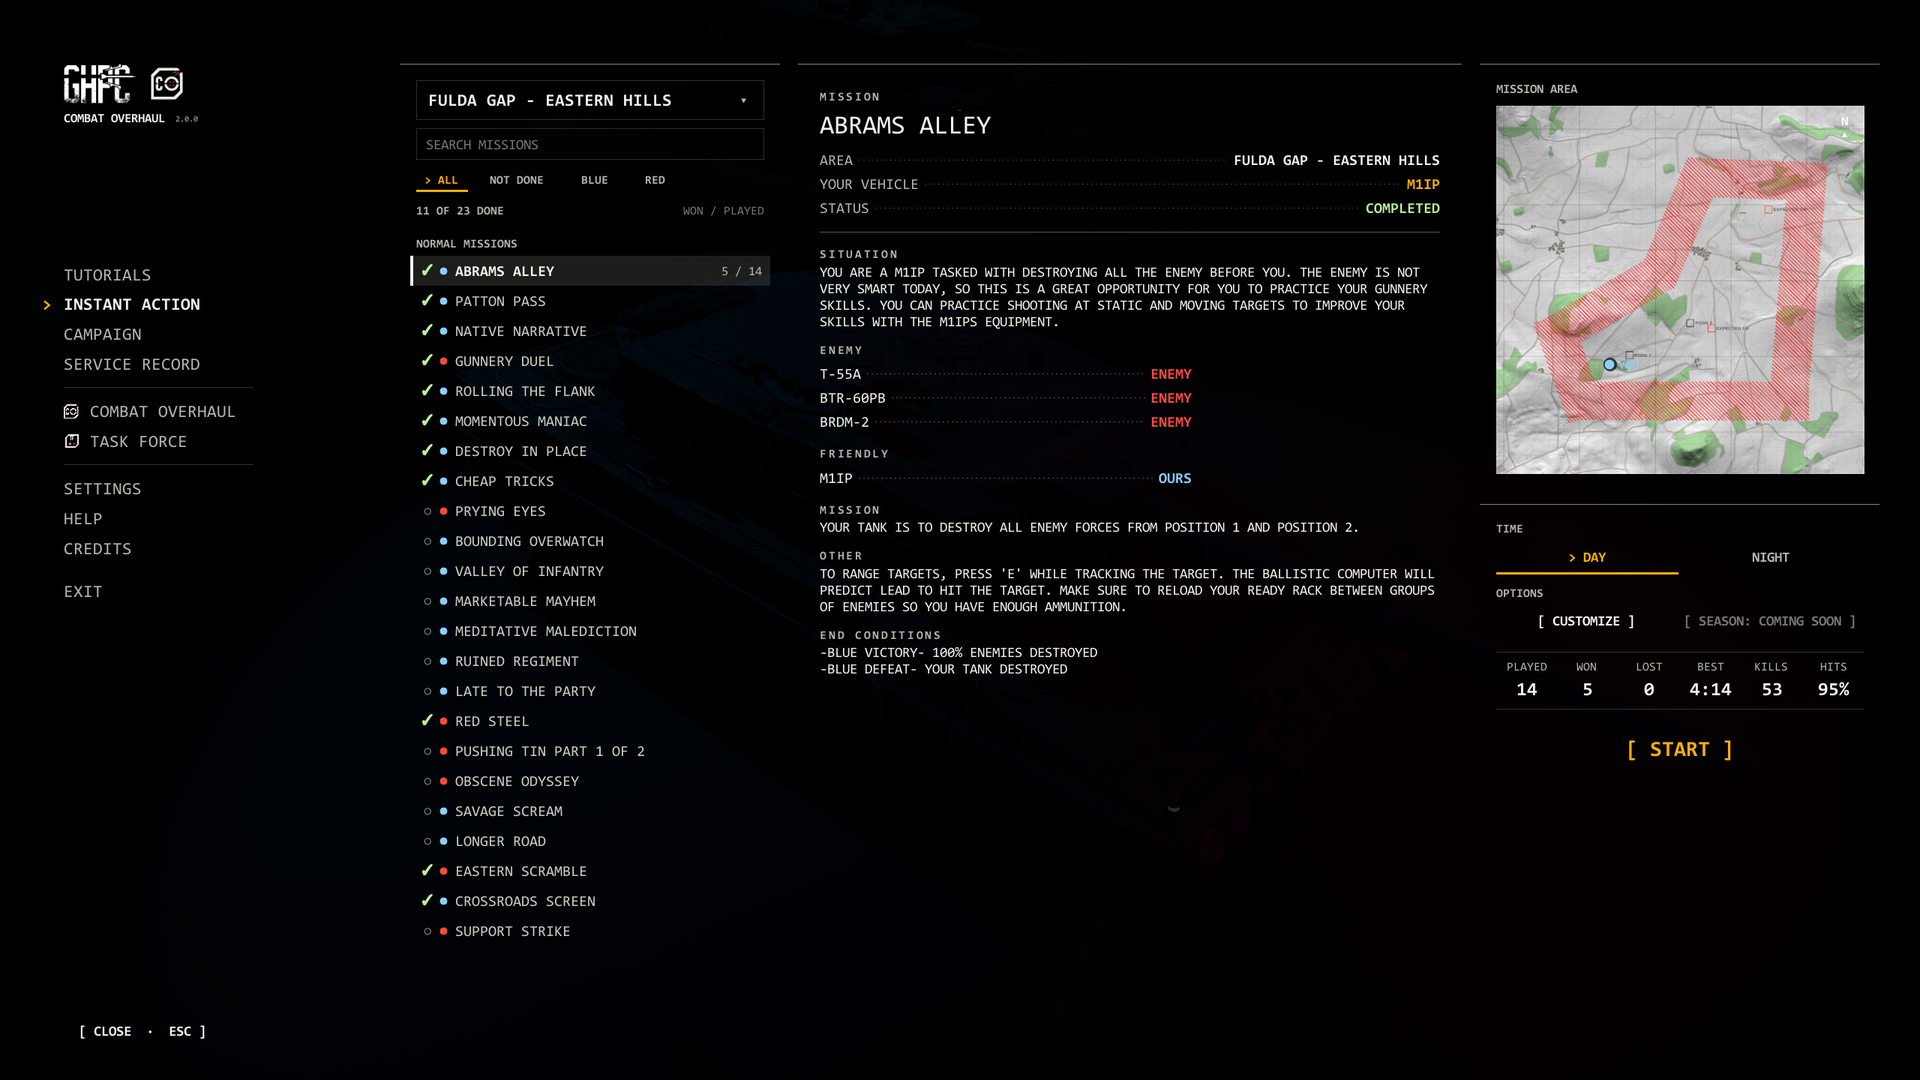 GHPC CO
COMBAT OVERHAUL 2.0.0
TUTORIALS
> INSTANT ACTION
CAMPAIGN
SERVICE RECORD
COMBAT OVERHAUL
TASK FORCE
SETTINGS
HELP
CREDITS
EXIT
[ CLOSE · ESC ]
FULDA GAP - EASTERN HILLS ▾
SEARCH MISSIONS
> ALL NOT DONE BLUE RED
11 OF 23 DONE WON / PLAYED
NORMAL MISSIONS
✓ ABRAMS ALLEY 5 / 14
✓ PATTON PASS
✓ NATIVE NARRATIVE
✓ GUNNERY DUEL
✓ ROLLING THE FLANK
✓ MOMENTOUS MANIAC
✓ DESTROY IN PLACE
✓ CHEAP TRICKS
PRYING EYES
BOUNDING OVERWATCH
VALLEY OF INFANTRY
MARKETABLE MAYHEM
MEDITATIVE MALEDICTION
RUINED REGIMENT
LATE TO THE PARTY
✓ RED STEEL
PUSHING TIN PART 1 OF 2
OBSCENE ODYSSEY
SAVAGE SCREAM
LONGER ROAD
✓ EASTERN SCRAMBLE
✓ CROSSROADS SCREEN
SUPPORT STRIKE
MISSION
ABRAMS ALLEY
AREA FULDA GAP - EASTERN HILLS
YOUR VEHICLE M1IP
STATUS COMPLETED
SITUATION
YOU ARE A M1IP TASKED WITH DESTROYING ALL THE ENEMY BEFORE YOU. THE ENEMY IS NOT
VERY SMART TODAY, SO THIS IS A GREAT OPPORTUNITY FOR YOU TO PRACTICE YOUR GUNNERY
SKILLS. YOU CAN PRACTICE SHOOTING AT STATIC AND MOVING TARGETS TO IMPROVE YOUR
SKILLS WITH THE M1IPS EQUIPMENT.
ENEMY
T-55A ENEMY
BTR-60PB ENEMY
BRDM-2 ENEMY
FRIENDLY
M1IP OURS
MISSION
YOUR TANK IS TO DESTROY ALL ENEMY FORCES FROM POSITION 1 AND POSITION 2.
OTHER
TO RANGE TARGETS, PRESS 'E' WHILE TRACKING THE TARGET. THE BALLISTIC COMPUTER WILL
PREDICT LEAD TO HIT THE TARGET. MAKE SURE TO RELOAD YOUR READY RACK BETWEEN GROUPS
OF ENEMIES SO YOU HAVE ENOUGH AMMUNITION.
END CONDITIONS
-BLUE VICTORY- 100% ENEMIES DESTROYED
-BLUE DEFEAT- YOUR TANK DESTROYED
MISSION AREA
N
TIME
> DAY NIGHT
OPTIONS
[ CUSTOMIZE ] [ SEASON: COMING SOON ]
PLAYED WON LOST BEST KILLS HITS
14 5 0 4:14 53 95%
[ START ]